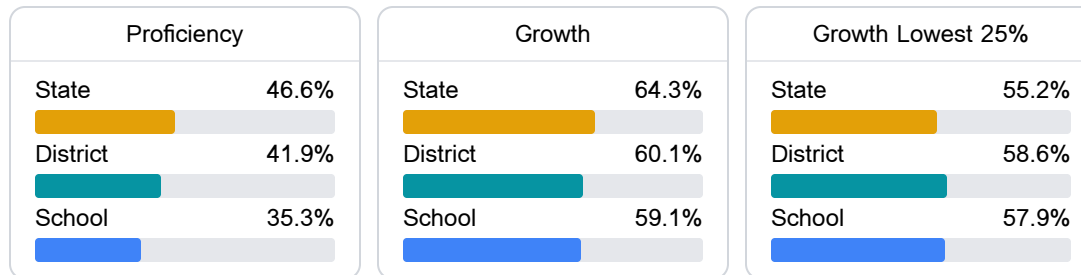 Proficiency
State 46.6%
District 41.9%
School 35.3%
Growth
State 64.3%
District 60.1%
School 59.1%
Growth Lowest 25%
State 55.2%
District 58.6%
School 57.9%